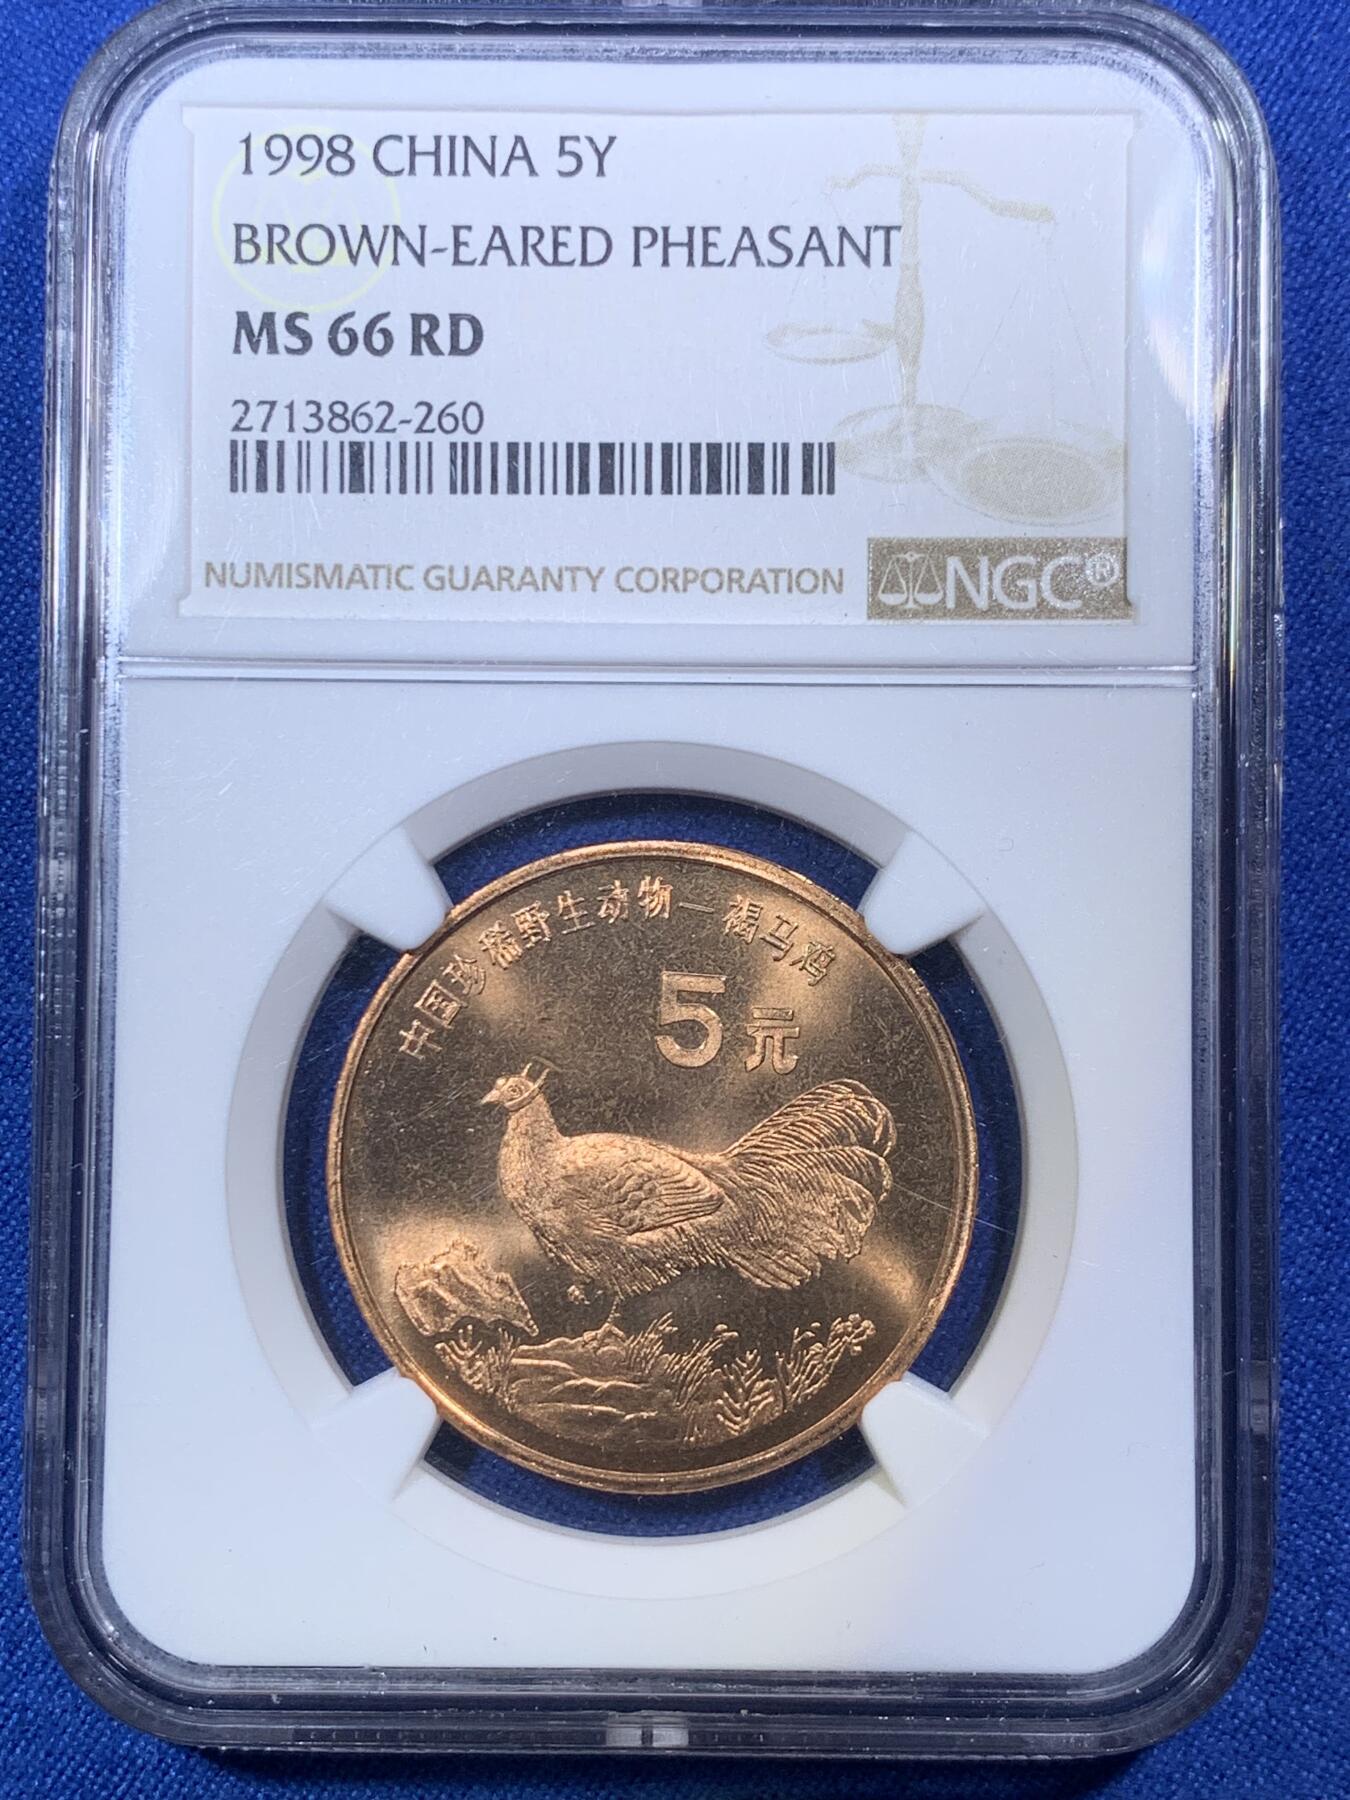 1998 CHINA 5Y
BROWN-EARED PHEASANT
MS 66 RD
2713862-260
NUMISMATIC GUARANTY CORPORATION NGC®
中国珍稀野生动物—褐马鸡
5元